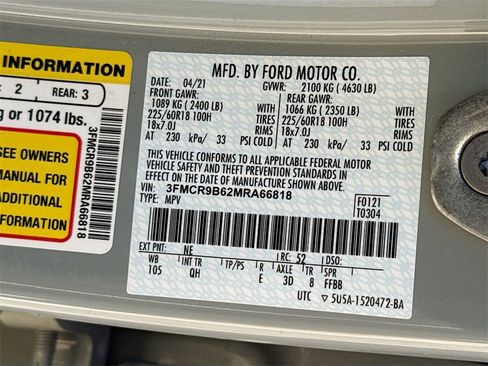 INFORMATION
: 2 REAR: 3
g or 1074 lbs.
SEE OWNERS
MANUAL FOR
ADDITIONAL
INFORMATION
3FMCR9B62MRA66818
MFD. BY FORD MOTOR CO.
DATE: 04/21 GVWR: 2100 KG ( 4630 LB)
FRONT GAWR: REAR GAWR:
1089 KG ( 2400 LB) WITH 1066 KG ( 2350 LB) WITH
225/60R18 100H TIRES 225/60R18 100H TIRES
18x7.0J RIMS 18x7.0J RIMS
AT 230 kPa/ 33 PSI COLD AT 230 kPa/ 33 PSI COLD
THIS VEHICLE CONFORMS TO ALL APPLICABLE FEDERAL MOTOR
VEHICLE SAFETY AND THEFT PREVENTION STANDARDS IN
EFFECT ON THE DATE OF MANUFACTURE SHOWN ABOVE.
VIN: 3FMCR9B62MRA66818
TYPE: MPV
F0121
T0304
EXT PNT: NE RC: 52 DSO:
WB INT TR TP/PS R AXLE TR SPR
105 QH E 3D 8 FFBB
UTC ▽ 5U5A-1520472-BA